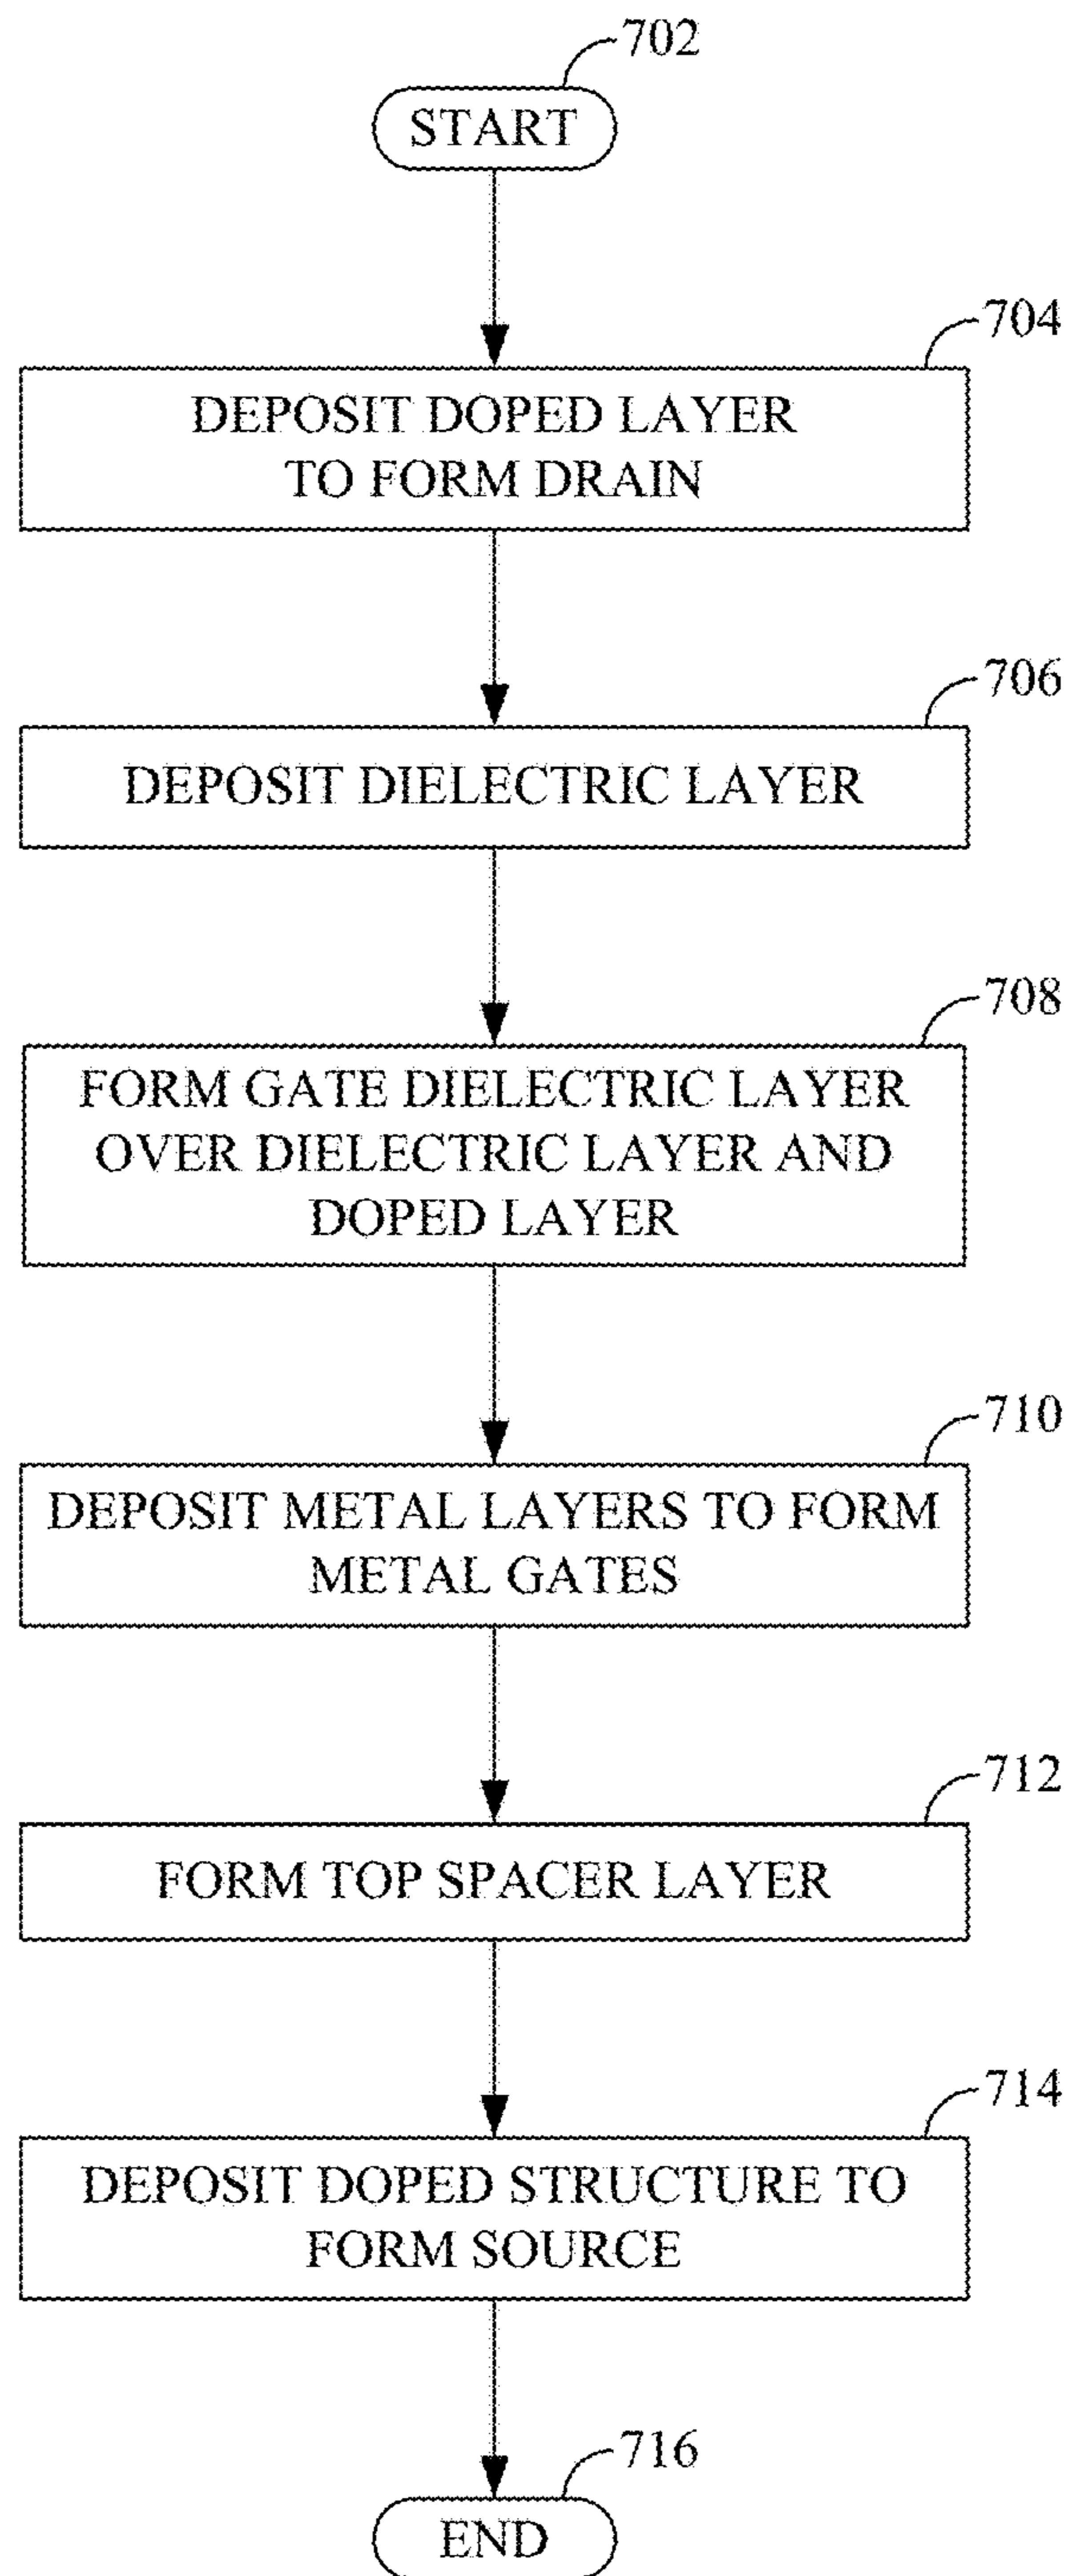 702
START
704
DEPOSIT DOPED LAYER
TO FORM DRAIN
706
DEPOSIT DIELECTRIC LAYER
708
FORM GATE DIELECTRIC LAYER
OVER DIELECTRIC LAYER AND
DOPED LAYER
710
DEPOSIT METAL LAYERS TO FORM
METAL GATES
712
FORM TOP SPACER LAYER
714
DEPOSIT DOPED STRUCTURE TO
FORM SOURCE
716
END